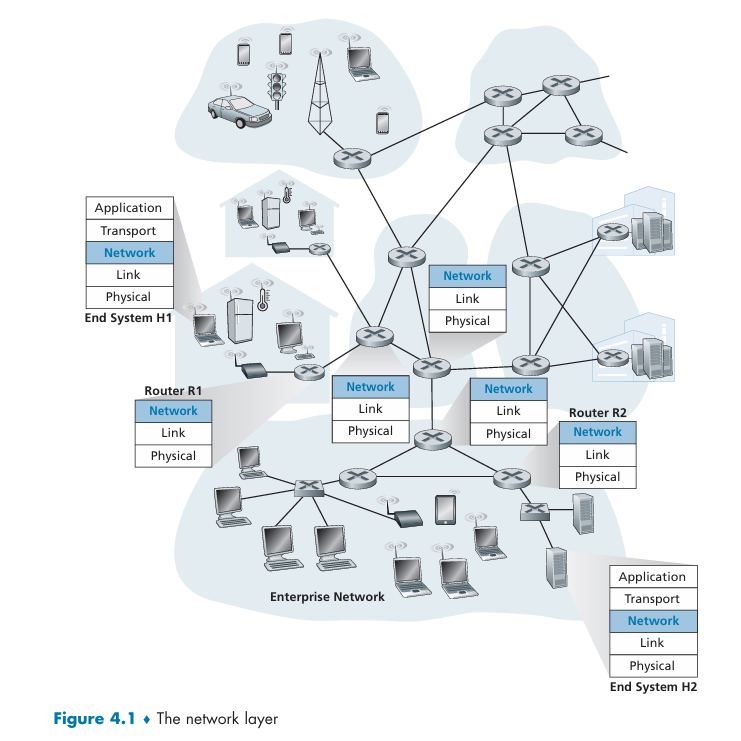 Application
Transport
Network
Link
Physical
End System H1
Network
Link
Physical
Router R1
Network
Link
Physical
Network
Link
Physical
Network
Link
Physical
Router R2
Network
Link
Physical
Enterprise Network
Application
Transport
Network
Link
Physical
End System H2
Figure 4.1 ♦ The network layer